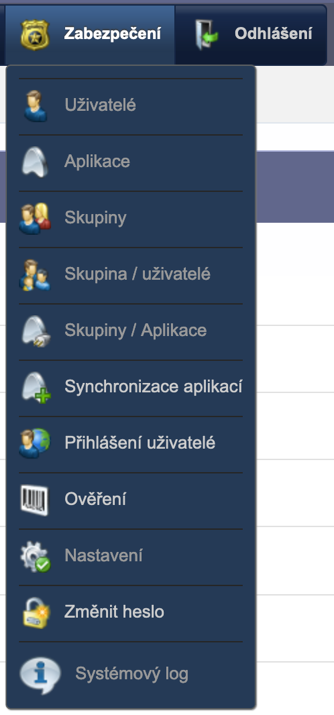 Zabezpečení
Odhlášení
Uživatelé
Aplikace
Skupiny
Skupina / uživatelé
Skupiny / Aplikace
Synchronizace aplikací
Přihlášení uživatelé
Ověření
Nastavení
Změnit heslo
Systémový log